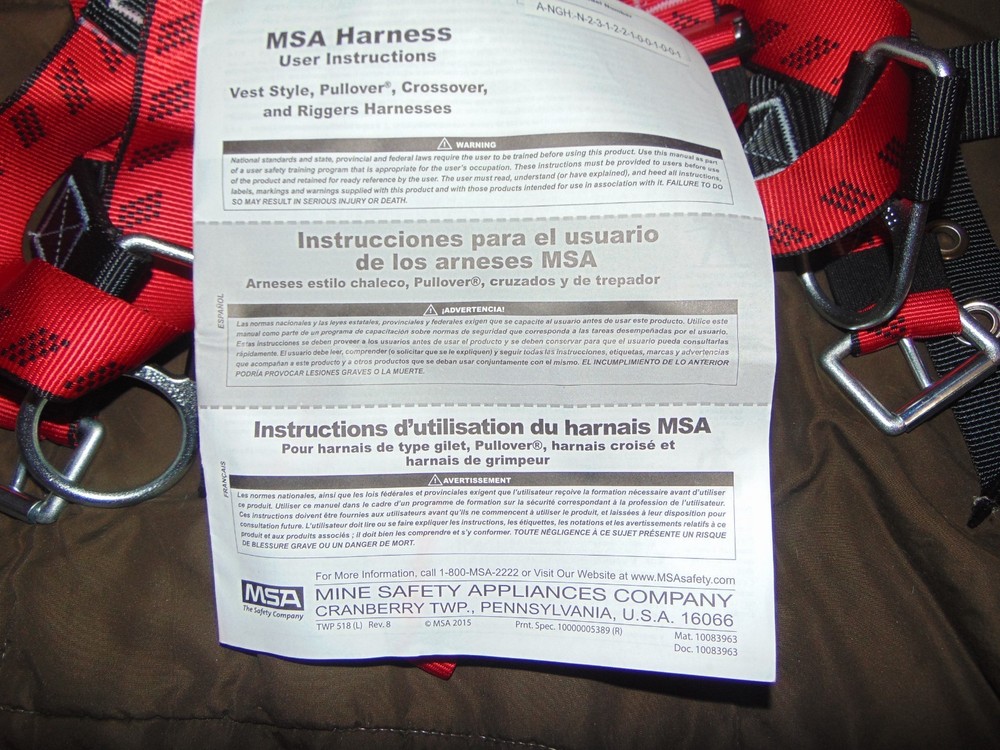 Number
A-NGH.-N-2-3-1-2-2-1-0-0-1-0-0-1
MSA Harness
User Instructions
Vest Style, Pullover®, Crossover,
and Riggers Harnesses
WARNING
National standards and state, provincial and federal laws require the user to be trained before using this product. Use this manual as part
of a user safety training program that is appropriate for the user's occupation. These instructions must be provided to users before use
of the product and retained for ready reference by the user. The user must read, understand (or have explained), and heed all instructions,
labels, markings and warnings supplied with this product and with those products intended for use in association with it. FAILURE TO DO
SO MAY RESULT IN SERIOUS INJURY OR DEATH.
ESPAÑOL
Instrucciones para el usuario
de los arneses MSA
Arneses estilo chaleco, Pullover®, cruzados y de trepador
¡ADVERTENCIA!
Las normas nacionales y las leyes estatales, provinciales y federales exigen que se capacite al usuario antes de usar este producto. Utilice este
manual como parte de un programa de capacitación sobre normas de seguridad que corresponda a las tareas desempeñadas por el usuario.
Estas instrucciones se deben proveer a los usuarios antes de usar el producto y se deben conservar para que el usuario pueda consultarlas
rápidamente. El usuario debe leer, comprender (o solicitar que se le expliquen) y seguir todas las instrucciones, etiquetas, marcas y advertencias
que acompañan a este producto y a otros productos que se deban usar conjuntamente con el mismo. EL INCUMPLIMIENTO DE LO ANTERIOR
PODRÍA PROVOCAR LESIONES GRAVES O LA MUERTE.
FRANÇAIS
Instructions d'utilisation du harnais MSA
Pour harnais de type gilet, Pullover®, harnais croisé et
harnais de grimpeur
AVERTISSEMENT
Les normes nationales, ainsi que les lois fédérales et provinciales exigent que l'utilisateur reçoive la formation nécessaire avant d'utiliser
ce produit. Utiliser ce manuel dans le cadre d'un programme de formation sur la sécurité correspondant à la profession de l'utilisateur.
Ces instructions doivent être fournies aux utilisateurs avant qu'ils ne commencent à utiliser le produit, et laissées à leur disposition pour
consultation future. L'utilisateur doit lire ou se faire expliquer les instructions, les étiquettes, les notations et les avertissements relatifs à ce
produit et aux produits associés ; il doit bien les comprendre et s'y conformer. TOUTE NÉGLIGENCE À CE SUJET PRÉSENTE UN RISQUE
DE BLESSURE GRAVE OU UN DANGER DE MORT.
For More Information, call 1-800-MSA-2222 or Visit Our Website at www.MSAsafety.com
MSA
The Safety Company
MINE SAFETY APPLIANCES COMPANY
CRANBERRY TWP., PENNSYLVANIA, U.S.A. 16066
TWP 518 (L) Rev. 8 © MSA 2015 Prnt. Spec. 10000005389 (R)
Mat. 10083963
Doc. 10083963